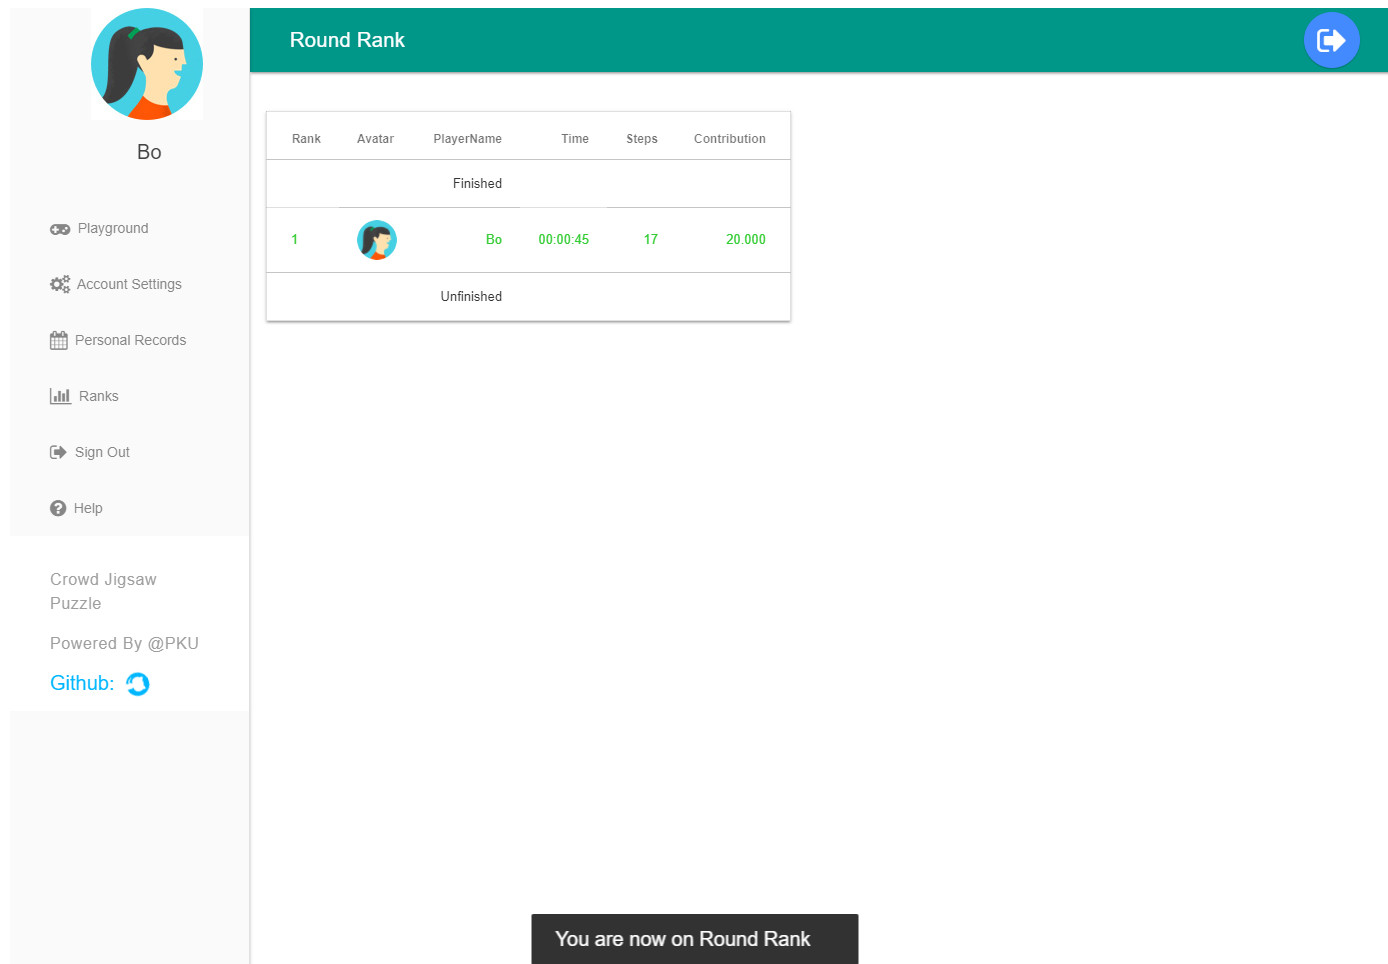 Round Rank
Bo
Playground
Account Settings
Personal Records
Ranks
Sign Out
Help
Crowd Jigsaw
Puzzle
Powered By @PKU
Github:
Rank Avatar PlayerName Time Steps Contribution
Finished
1 Bo 00:00:45 17 20.000
Unfinished
You are now on Round Rank